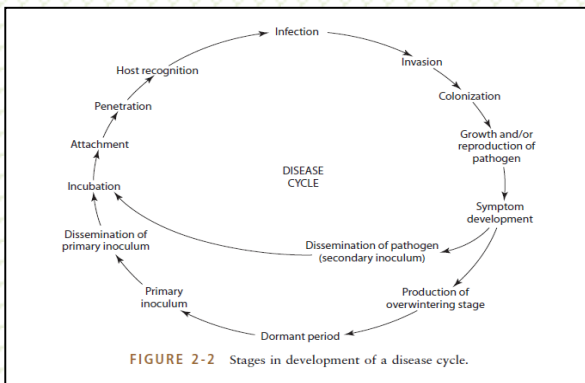 Infection
Invasion
Colonization
Growth and/or
reproduction of
pathogen
Symptom
development
Dissemination of pathogen
(secondary inoculum)
Production of
overwintering stage
Dormant period
Primary
inoculum
Dissemination of
primary inoculum
Incubation
Attachment
Penetration
Host recognition
DISEASE
CYCLE
FIGURE 2-2 Stages in development of a disease cycle.